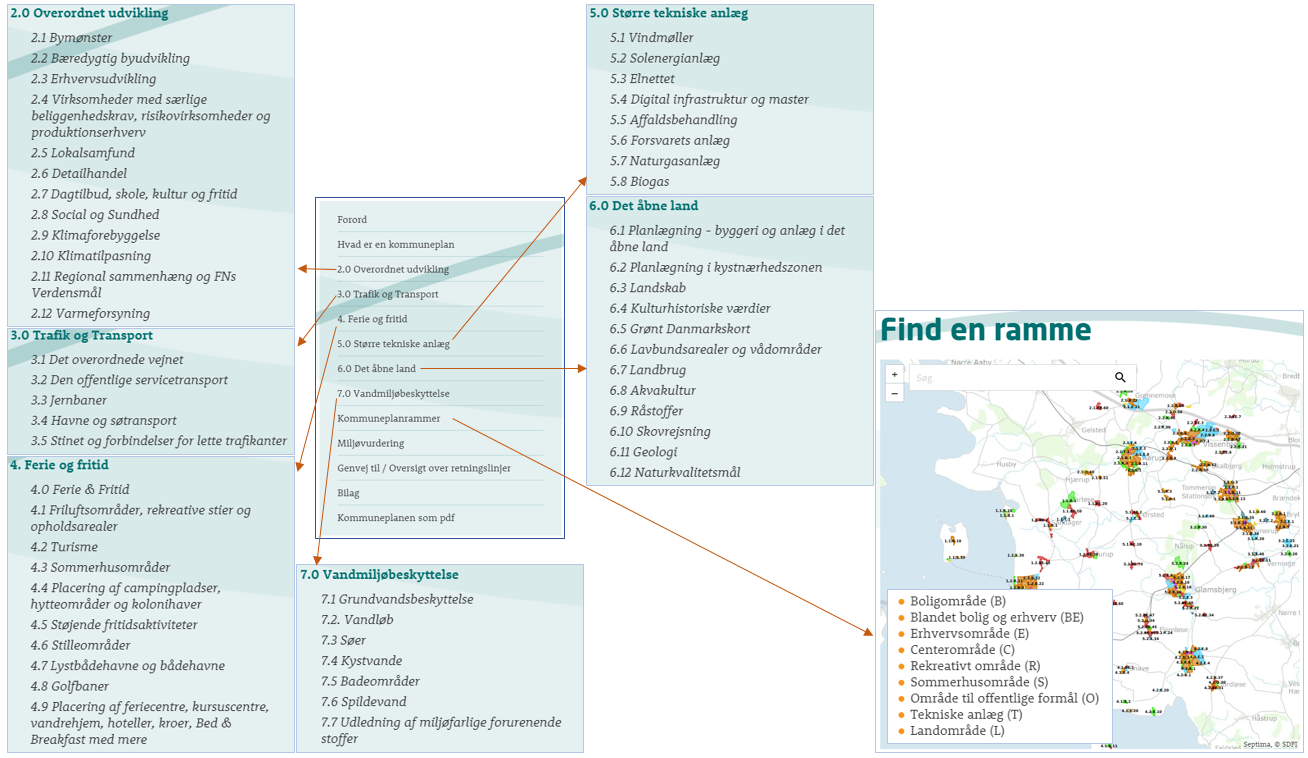 2.0 Overordnet udvikling
2.1 Bymønster
2.2 Bæredygtig byudvikling
2.3 Erhvervsudvikling
2.4 Virksomheder med særlige
beliggenhedskrav, risikovirksomheder og
produktionserhverv
2.5 Lokalsamfund
2.6 Detailhandel
2.7 Dagtilbud, skole, kultur og fritid
2.8 Social og Sundhed
2.9 Klimaforebyggelse
2.10 Klimatilpasning
2.11 Regional sammenhæng og FNs
Verdensmål
2.12 Varmeforsyning
3.0 Trafik og Transport
3.1 Det overordnede vejnet
3.2 Den offentlige servicetransport
3.3 Jernbaner
3.4 Havne og søtransport
3.5 Stinet og forbindelser for lette trafikanter
4. Ferie og fritid
4.0 Ferie & Fritid
4.1 Friluftsområder, rekreative stier og
opholdsarealer
4.2 Turisme
4.3 Sommerhusområder
4.4 Placering af campingpladser,
hytteområder og kolonihaver
4.5 Støjende fritidsaktiviteter
4.6 Stilleområder
4.7 Lystbådehavne og bådehavne
4.8 Golfbaner
4.9 Placering af feriecentre, kursuscentre,
vandrehjem, hoteller, kroer, Bed &
Breakfast med mere
Forord
Hvad er en kommuneplan
2.0 Overordnet udvikling
3.0 Trafik og Transport
4. Ferie og fritid
5.0 Større tekniske anlæg
6.0 Det åbne land
7.0 Vandmiljøbeskyttelse
Kommuneplanrammer
Miljøvurdering
Genvej til / Oversigt over retningslinjer
Bilag
Kommuneplanen som pdf
7.0 Vandmiljøbeskyttelse
7.1 Grundvandsbeskyttelse
7.2. Vandløb
7.3 Søer
7.4 Kystvande
7.5 Badeområder
7.6 Spildevand
7.7 Udledning af miljøfarlige forurenende
stoffer
5.0 Større tekniske anlæg
5.1 Vindmøller
5.2 Solenergianlæg
5.3 Elnettet
5.4 Digital infrastruktur og master
5.5 Affaldsbehandling
5.6 Forsvarets anlæg
5.7 Naturgasanlæg
5.8 Biogas
6.0 Det åbne land
6.1 Planlægning - byggeri og anlæg i det
åbne land
6.2 Planlægning i kystnærhedszonen
6.3 Landskab
6.4 Kulturhistoriske værdier
6.5 Grønt Danmarkskort
6.6 Lavbundsarealer og vådområder
6.7 Landbrug
6.8 Akvakultur
6.9 Råstoffer
6.10 Skovrejsning
6.11 Geologi
6.12 Naturkvalitetsmål
Find en ramme
Nørre Aaby
+
Søg
−
Grønnemose
Gelsted
Husby
Kalbjerg
Holmstrup
Hjerup
Tommerup
Stationsby
Ørsted
Nårup
Glamsbjerg
Håstrup
Boligområde (B)
Blandet bolig og erhverv (BE)
Erhvervsområde (E)
Centerområde (C)
Rekreativt område (R)
Sommerhusområde (S)
Område til offentlige formål (O)
Tekniske anlæg (T)
Landområde (L)
Septima, © SDFI